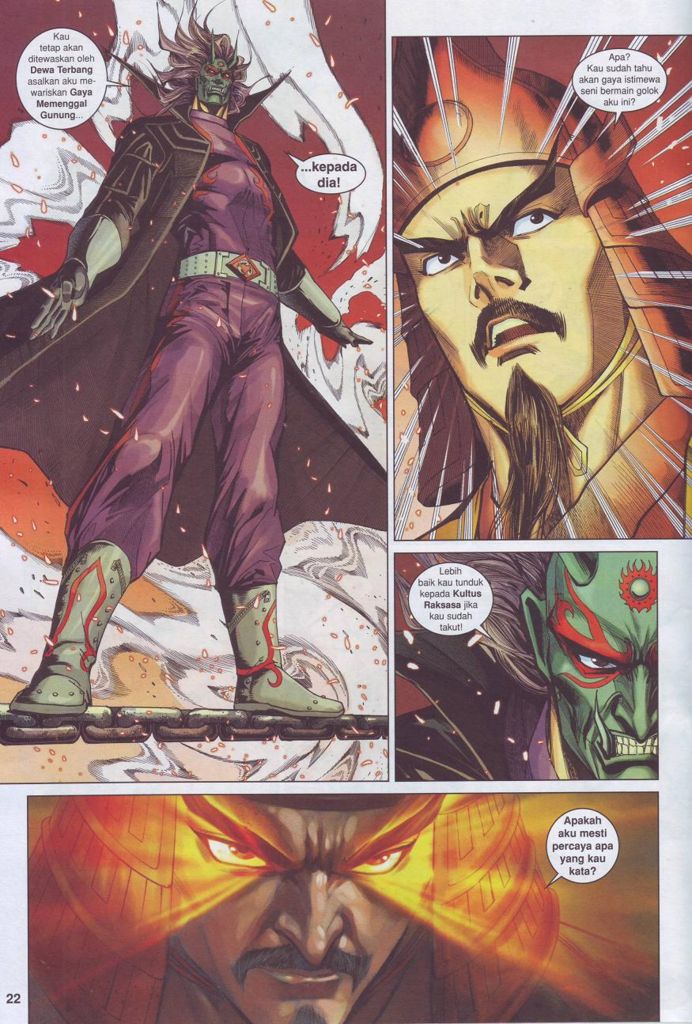 Kau
tetap akan
ditewaskan oleh
Dewa Terbang
asalkan aku me-
wariskan Gaya
Memenggal
Gunung...
...kepada
dia!
Apa?
Kau sudah tahu
akan gaya istimewa
seni bermain golok
aku ini?
Lebih
baik kau tunduk
kepada Kultus
Raksasa jika
kau sudah
takut!
Apakah
aku mesti
percaya apa
yang kau
kata?
22